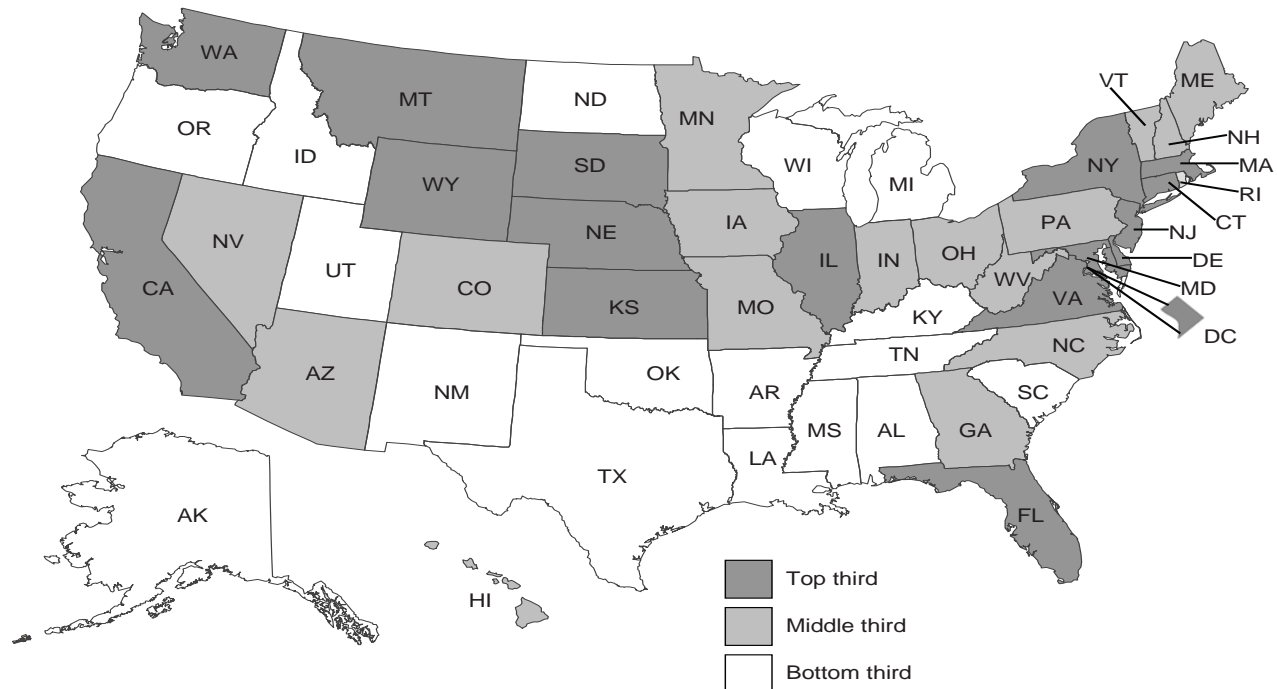 WA
MT
ND
MN
VT
ME
OR
ID
SD
WI
MI
NY
NH
MA
WY
RI
CT
NE
IA
PA
NJ
NV
UT
CO
IL
IN
OH
DE
CA
KS
MO
WV
VA
MD
KY
DC
AZ
NM
OK
TN
NC
AR
SC
MS
AL
GA
LA
TX
AK
FL
HI
Top third
Middle third
Bottom third